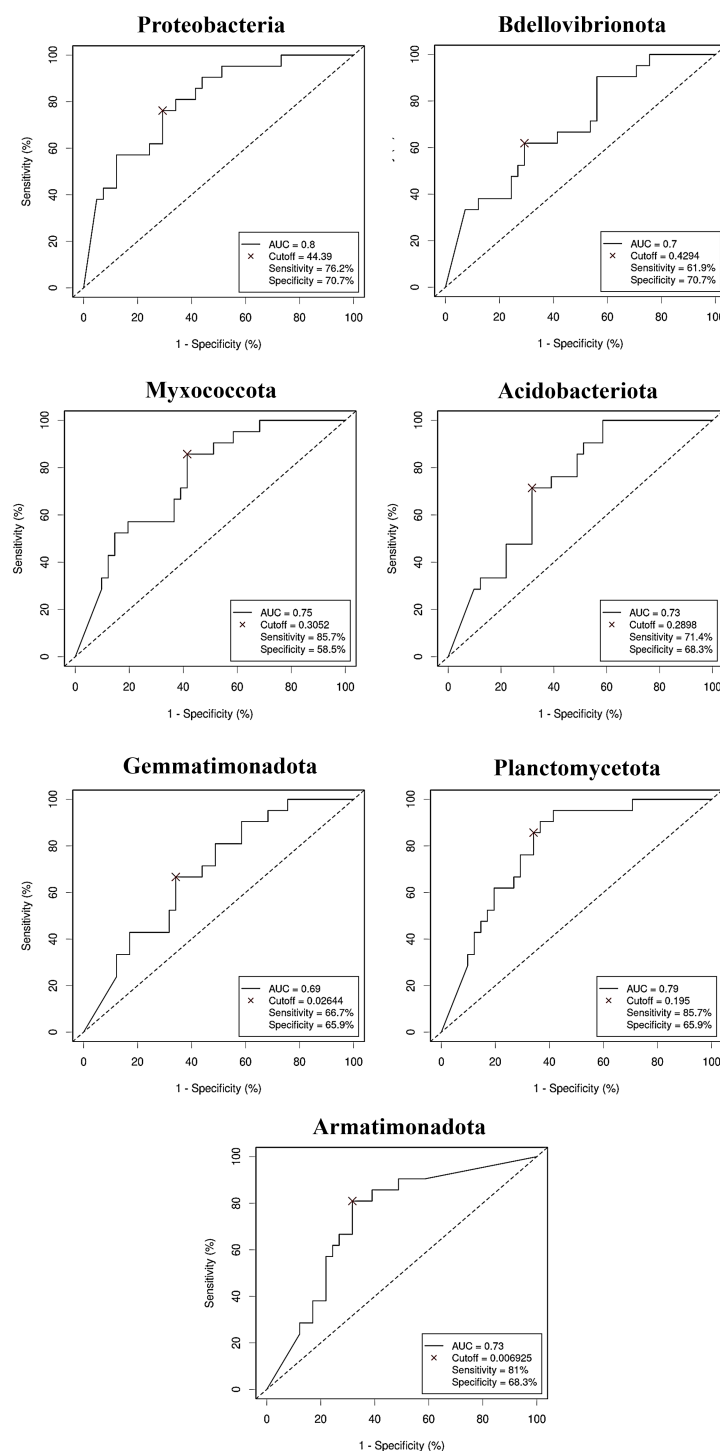 Proteobacteria
Sensitivity (%)
100
80
60
40
20
0
AUC = 0.8
Cutoff = 44.39
Sensitivity = 76.2%
Specificity = 70.7%
0 20 40 60 80 100
1 - Specificity (%)
Bdellovibrionota
100
80
60
40
20
0
AUC = 0.7
Cutoff = 0.4294
Sensitivity = 61.9%
Specificity = 70.7%
0 20 40 60 80 100
1 - Specificity (%)
Myxococcota
Sensitivity (%)
100
80
60
40
20
0
AUC = 0.75
Cutoff = 0.3052
Sensitivity = 85.7%
Specificity = 58.5%
0 20 40 60 80 100
1 - Specificity (%)
Acidobacteriota
Sensitivity (%)
100
80
60
40
20
0
AUC = 0.73
Cutoff = 0.2898
Sensitivity = 71.4%
Specificity = 68.3%
0 20 40 60 80 100
1 - Specificity (%)
Gemmatimonadota
Sensitivity (%)
100
80
60
40
20
0
AUC = 0.69
Cutoff = 0.02644
Sensitivity = 66.7%
Specificity = 65.9%
0 20 40 60 80 100
1 - Specificity (%)
Planctomycetota
Sensitivity (%)
100
80
60
40
20
0
AUC = 0.79
Cutoff = 0.195
Sensitivity = 85.7%
Specificity = 65.9%
0 20 40 60 80 100
1 - Specificity (%)
Armatimonadota
Sensitivity (%)
100
80
60
40
20
0
AUC = 0.73
Cutoff = 0.006925
Sensitivity = 81%
Specificity = 68.3%
0 20 40 60 80 100
1 - Specificity (%)